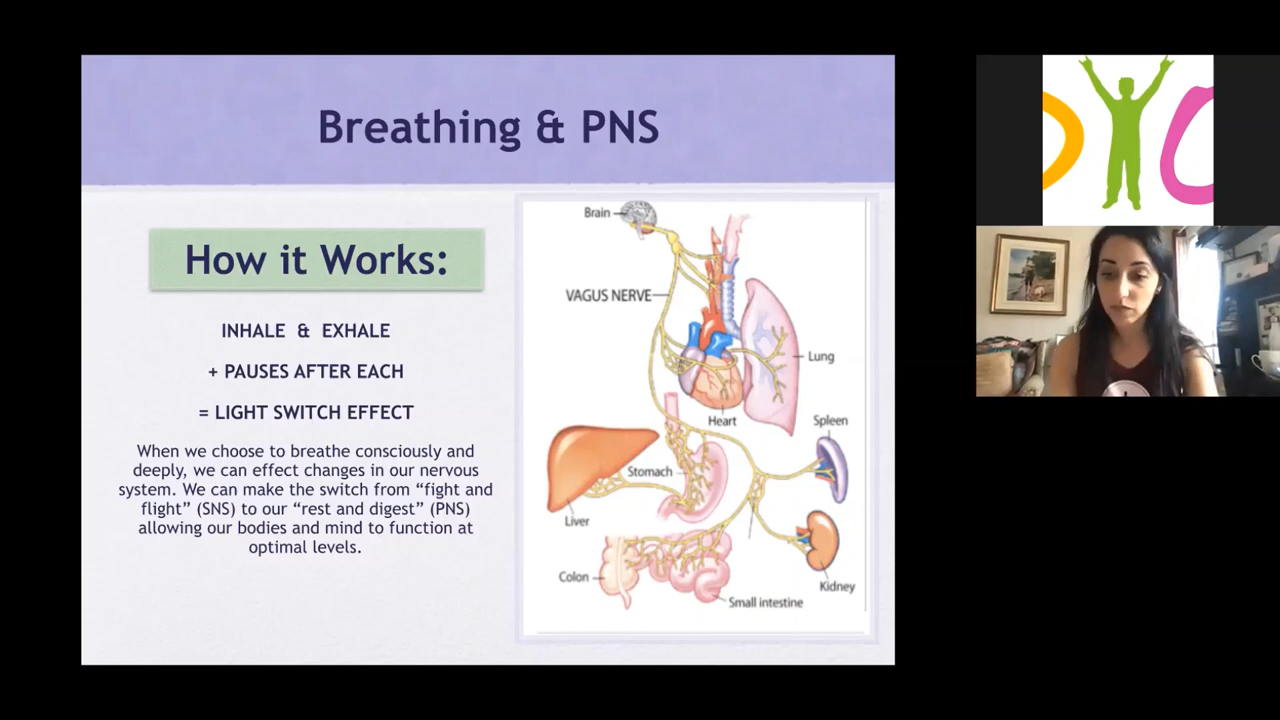 Breathing & PNS
How it Works:
INHALE & EXHALE
+ PAUSES AFTER EACH
= LIGHT SWITCH EFFECT
When we choose to breathe consciously and
deeply, we can effect changes in our nervous
system. We can make the switch from “fight and
flight” (SNS) to our “rest and digest” (PNS)
allowing our bodies and mind to function at
optimal levels.
Brain
VAGUS NERVE
Lung
Heart
Spleen
Stomach
Liver
Colon
Kidney
Small intestine